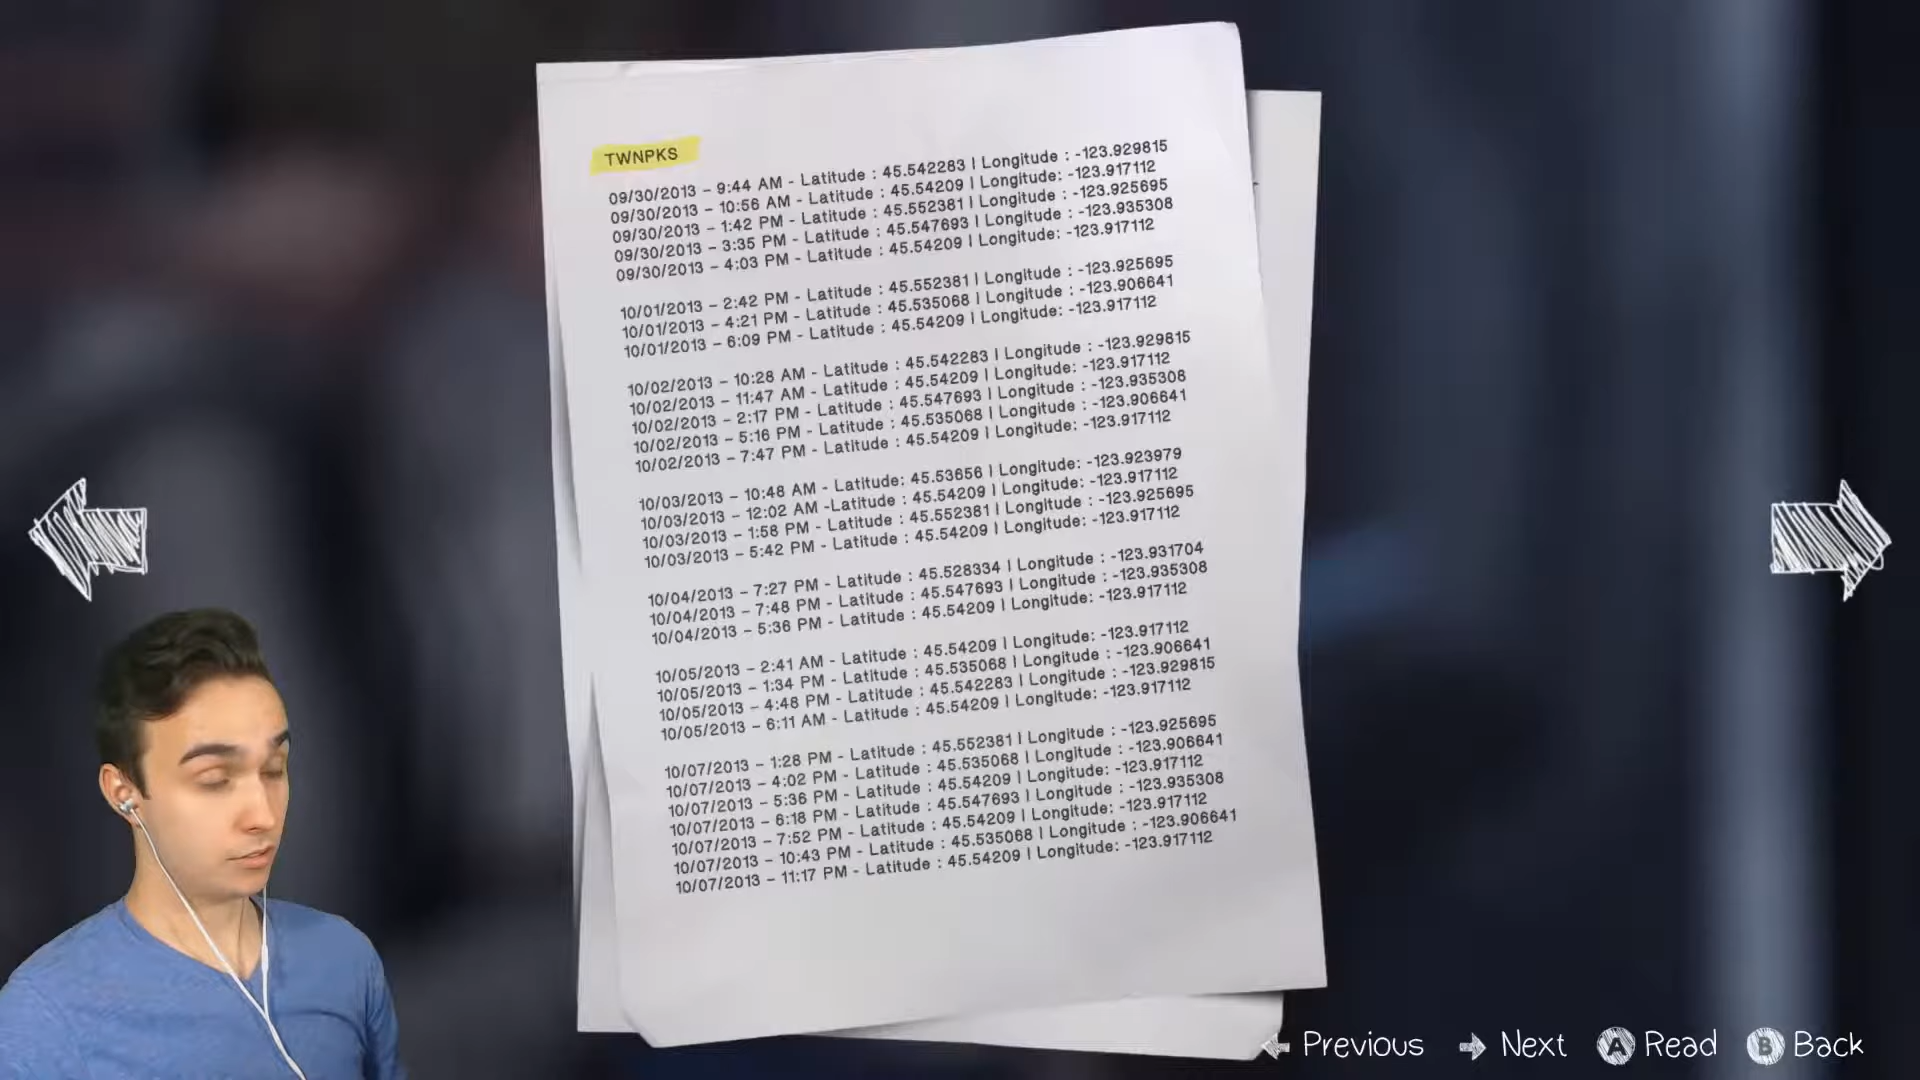 TWNPKS
09/30/2013 – 9:44 AM - Latitude : 45.542283 | Longitude : -123.929815
09/30/2013 – 10:56 AM - Latitude : 45.54209 | Longitude: -123.917112
09/30/2013 – 1:42 PM - Latitude : 45.552381 | Longitude : -123.925695
09/30/2013 – 3:35 PM - Latitude : 45.547693 | Longitude : -123.935308
09/30/2013 – 4:03 PM - Latitude : 45.54209 | Longitude: -123.917112
10/01/2013 – 2:42 PM - Latitude : 45.552381 | Longitude : -123.925695
10/01/2013 – 4:21 PM - Latitude : 45.535068 | Longitude : -123.906641
10/01/2013 – 6:09 PM - Latitude : 45.54209 | Longitude: -123.917112
10/02/2013 – 10:28 AM - Latitude : 45.542283 | Longitude : -123.929815
10/02/2013 – 11:47 AM - Latitude : 45.54209 | Longitude: -123.917112
10/02/2013 – 2:17 PM - Latitude : 45.547693 | Longitude : -123.935308
10/02/2013 – 5:16 PM - Latitude : 45.535068 | Longitude : -123.906641
10/02/2013 – 7:47 PM - Latitude : 45.54209 | Longitude: -123.917112
10/03/2013 – 10:48 AM - Latitude: 45.53656 | Longitude: -123.923979
10/03/2013 – 12:02 AM -Latitude : 45.54209 | Longitude: -123.917112
10/03/2013 – 1:58 PM - Latitude : 45.552381 | Longitude : -123.925695
10/03/2013 – 5:42 PM - Latitude : 45.54209 | Longitude: -123.917112
10/04/2013 – 7:27 PM - Latitude : 45.528334 | Longitude : -123.931704
10/04/2013 – 7:48 PM - Latitude : 45.547693 | Longitude : -123.935308
10/04/2013 – 5:36 PM - Latitude : 45.54209 | Longitude: -123.917112
10/05/2013 – 2:41 AM - Latitude : 45.54209 | Longitude: -123.917112
10/05/2013 – 1:34 PM - Latitude : 45.535068 | Longitude : -123.906641
10/05/2013 – 4:48 PM - Latitude : 45.542283 | Longitude : -123.929815
10/05/2013 – 6:11 AM - Latitude : 45.54209 | Longitude: -123.917112
10/07/2013 – 1:28 PM - Latitude : 45.552381 | Longitude : -123.925695
10/07/2013 – 4:02 PM - Latitude : 45.535068 | Longitude : -123.906641
10/07/2013 – 5:36 PM - Latitude : 45.54209 | Longitude: -123.917112
10/07/2013 – 6:18 PM - Latitude : 45.547693 | Longitude : -123.935308
10/07/2013 – 7:52 PM - Latitude : 45.54209 | Longitude: -123.917112
10/07/2013 – 10:43 PM - Latitude : 45.535068 | Longitude : -123.906641
10/07/2013 – 11:17 PM - Latitude : 45.54209 | Longitude: -123.917112
Previous Next A Read B Back